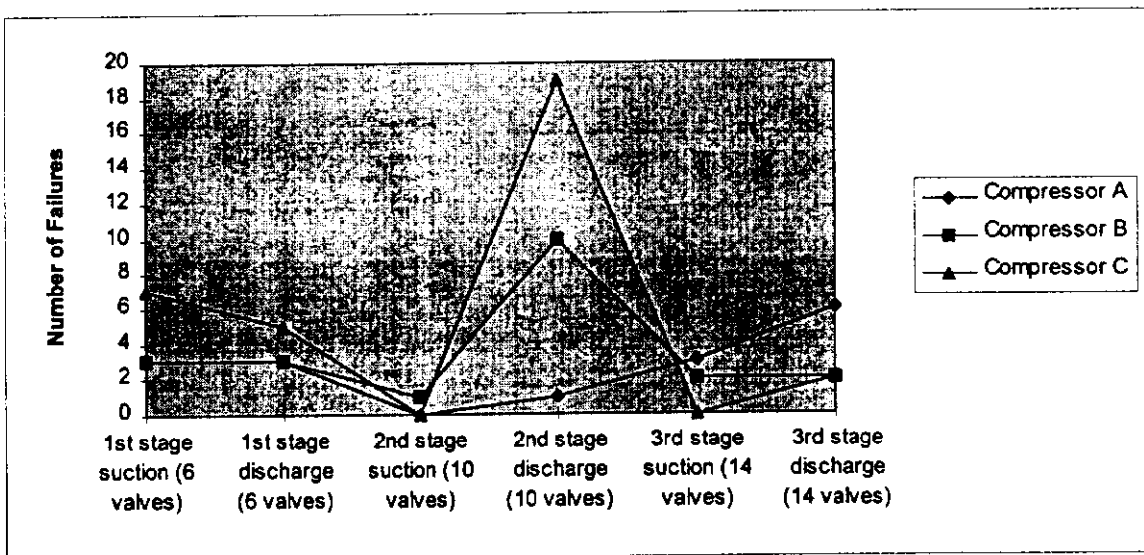 20
18
16
14
12
10
8
6
4
2
0
Number of Failures
1st stage
suction (6
valves)
1st stage
discharge
(6 valves)
2nd stage
suction (10
valves)
2nd stage
discharge
(10 valves)
3rd stage
suction (14
valves)
3rd stage
discharge
(14 valves)
Compressor A
Compressor B
Compressor C